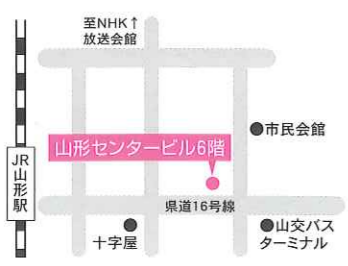 至NHK↑
放送会館
●市民会館
山形センタービル6階
JR山形駅
県道16号線
●
十字屋
●山交バス
ターミナル